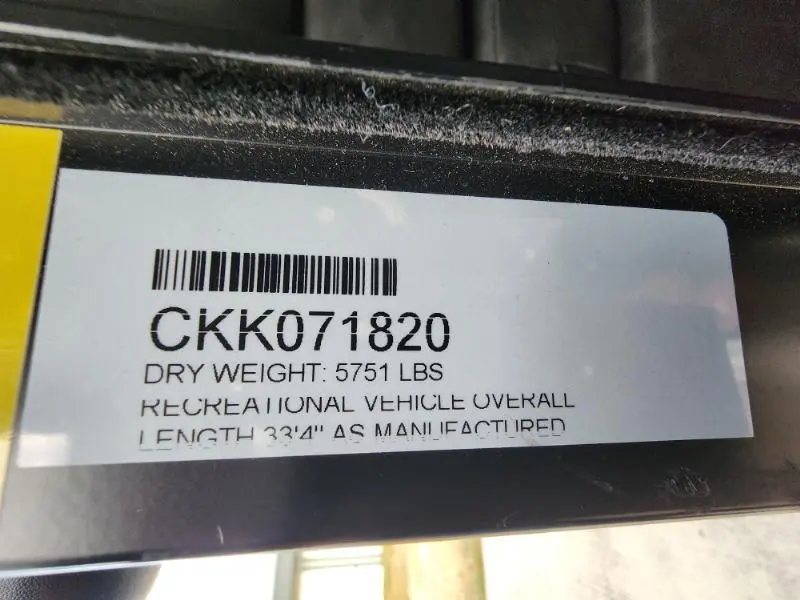 CKK071820
DRY WEIGHT: 5751 LBS
RECREATIONAL VEHICLE OVERALL
LENGTH 33'4" AS MANUFACTURED